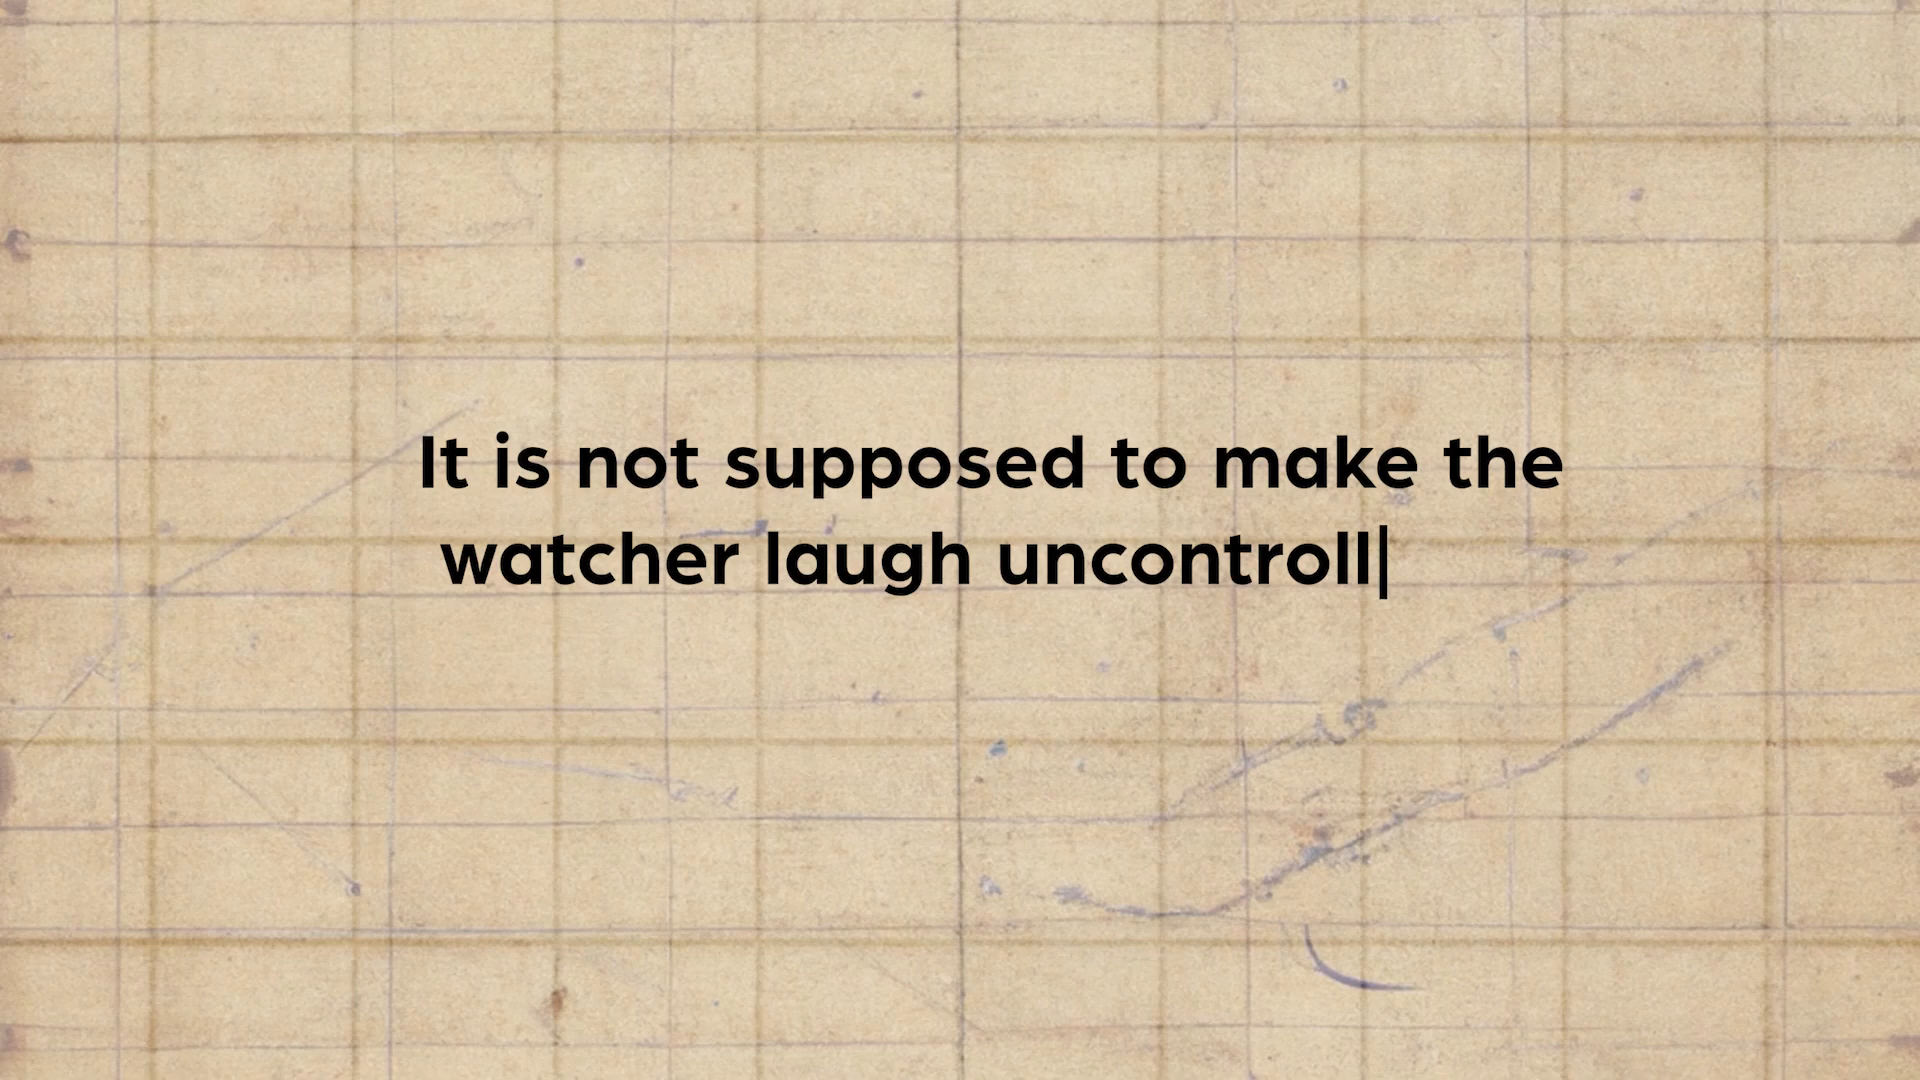 It is not supposed to make the
watcher laugh uncontroll|